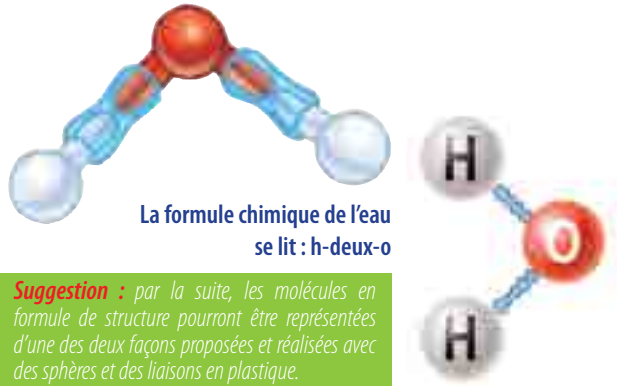 La formule chimique de l'eau
se lit : h-deux-o
H
O
H
Suggestion : par la suite, les molécules en
formule de structure pourront être représentées
d'une des deux façons proposées et réalisées avec
des sphères et des liaisons en plastique.